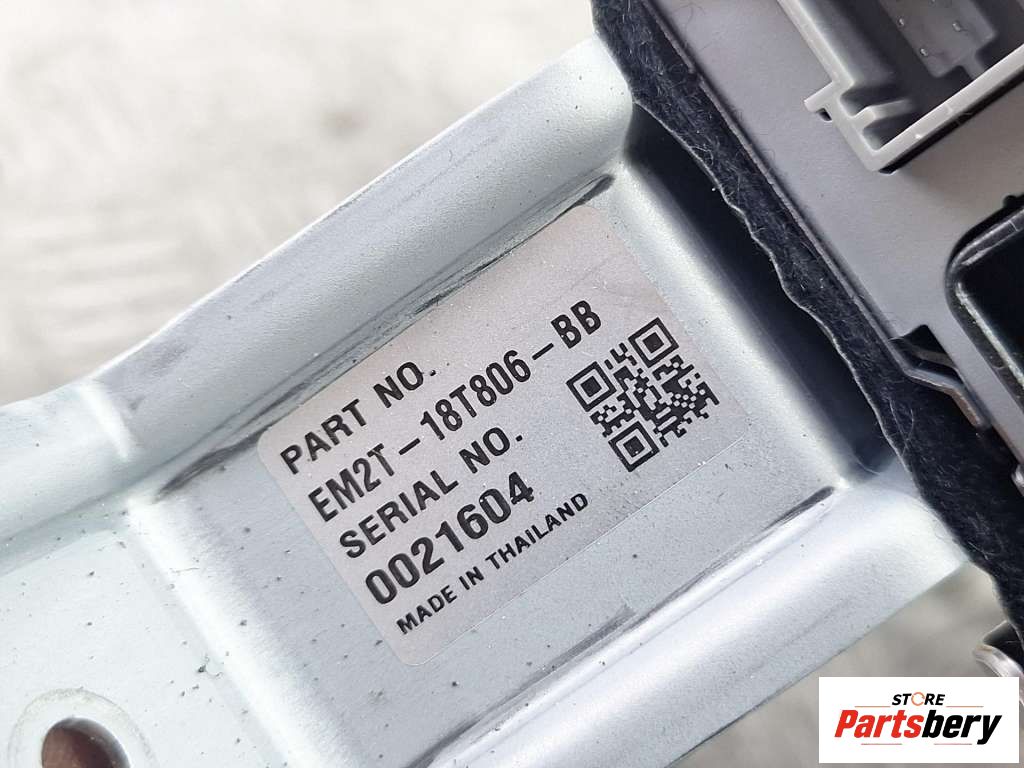 PART NO.
EM2T-18T806-BB
SERIAL NO.
0021604
MADE IN THAILAND
STORE
Partsbery